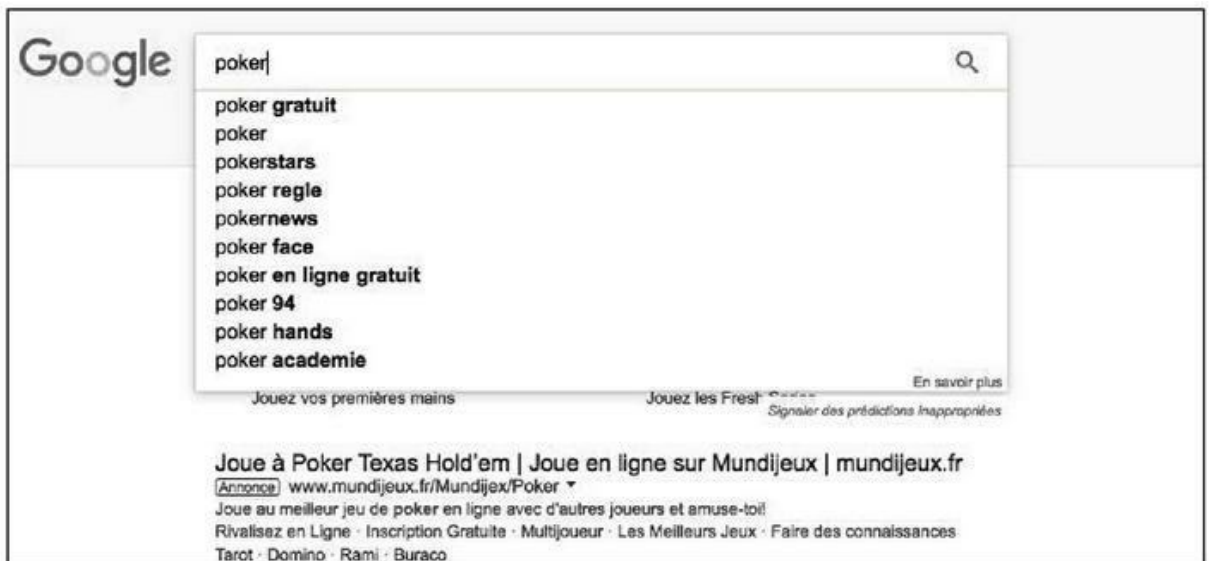 Google
poker
poker gratuit
poker
pokerstars
poker regle
pokernews
poker face
poker en ligne gratuit
poker 94
poker hands
poker academie
En savoir plus
Jouez vos premières mains Jouez les Fresh
Signaler des prédictions inappropriées
Joue à Poker Texas Hold'em | Joue en ligne sur Mundijeux | mundijeux.fr
Annonce www.mundijeux.fr/Mundijex/Poker
Joue au meilleur jeu de poker en ligne avec d'autres joueurs et amuse-toi!
Rivalisez en Ligne · Inscription Gratuite · Multijoueur · Les Meilleurs Jeux · Faire des connaissances
Tarot · Domino · Rami · Buraco